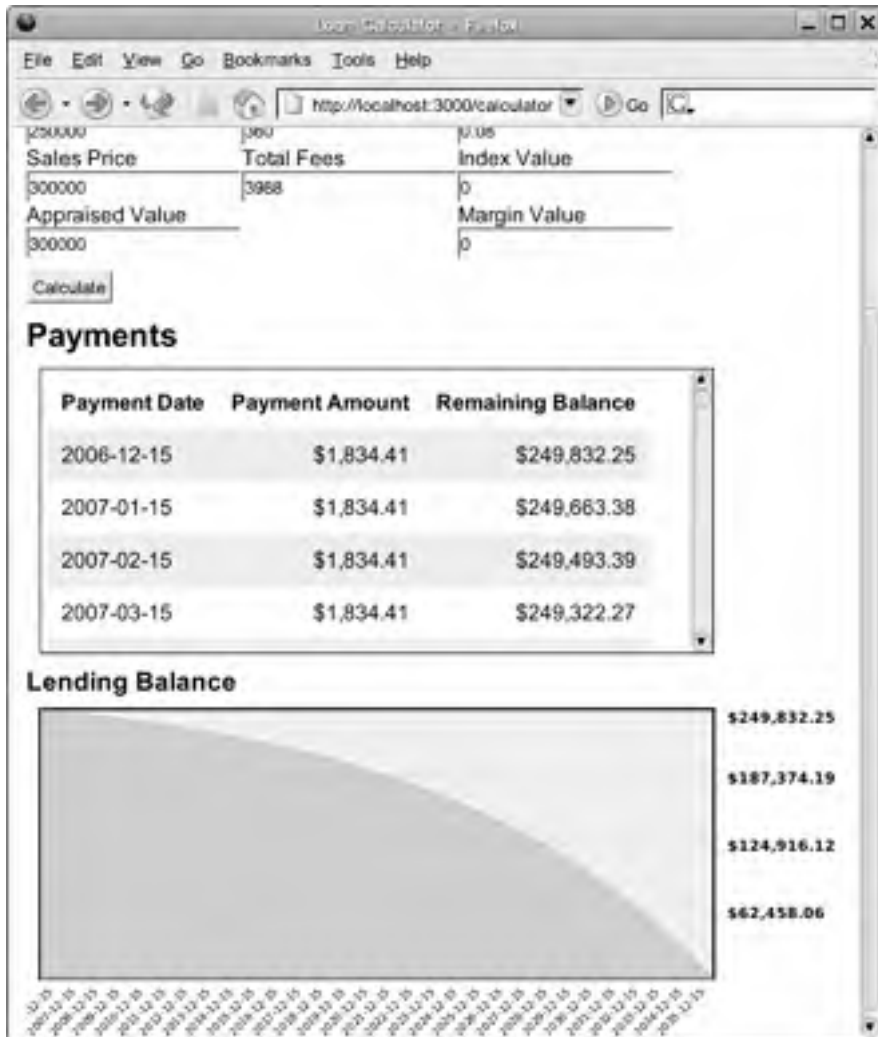 Loan Calculator - Firefox
File Edit View Go Bookmarks Tools Help
http://localhost:3000/calculator Go
250000 360 0.08
Sales Price Total Fees Index Value
300000 3968 0
Appraised Value Margin Value
300000 0
Calculate
Payments
Payment Date Payment Amount Remaining Balance
2006-12-15 $1,834.41 $249,832.25
2007-01-15 $1,834.41 $249,663.38
2007-02-15 $1,834.41 $249,493.39
2007-03-15 $1,834.41 $249,322.27
Lending Balance
$249,832.25
$187,374.19
$124,916.12
$62,458.06